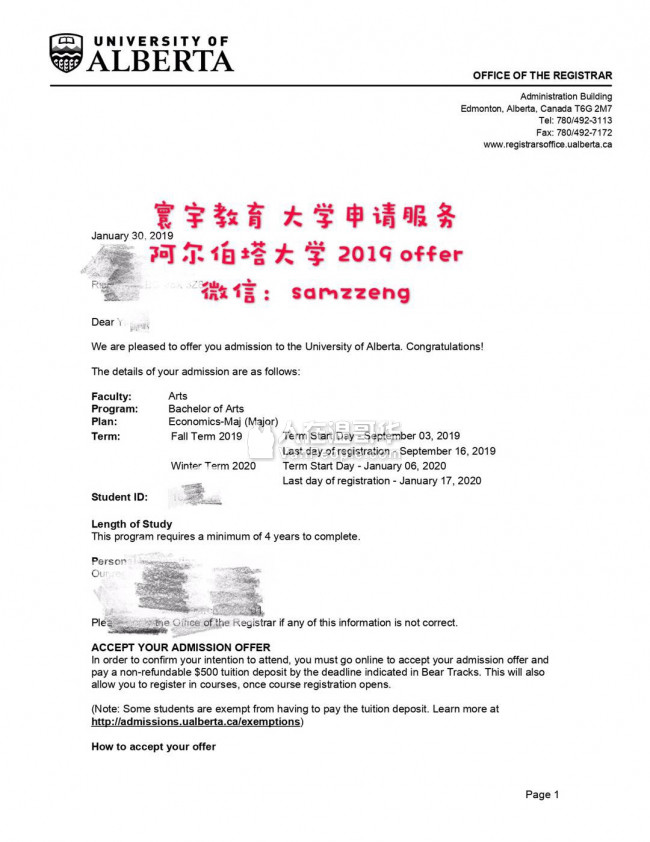 UNIVERSITY OF
ALBERTA
OFFICE OF THE REGISTRAR
Administration Building
Edmonton, Alberta, Canada T6G 2M7
Tel: 780/492-3113
Fax: 780/492-7172
www.registrarsoffice.ualberta.ca
寰宇教育 大学申请服务
January 30, 2019
阿尔伯塔大学 2019 offer
微信： samzzeng
Dear Y
We are pleased to offer you admission to the University of Alberta. Congratulations!
The details of your admission are as follows:
Faculty: Arts
Program: Bachelor of Arts
Plan: Economics-Maj (Major)
人在温哥华
Term: Fall Term 2019 Term Start Day - September 03, 2019
Last day of registration - September 16, 2019
Winter Term 2020 Term Start Day - January 06, 2020
Last day of registration - January 17, 2020
Student ID:
Length of Study
This program requires a minimum of 4 years to complete.
Person
Our
the Office of the Registrar if any of this information is not correct.
ACCEPT YOUR ADMISSION OFFER
In order to confirm your intention to attend, you must go online to accept your admission offer and
pay a non-refundable $500 tuition deposit by the deadline indicated in Bear Tracks. This will also
allow you to register in courses, once course registration opens.
(Note: Some students are exempt from having to pay the tuition deposit. Learn more at
http://admissions.ualberta.ca/exemptions)
How to accept your offer
Page 1